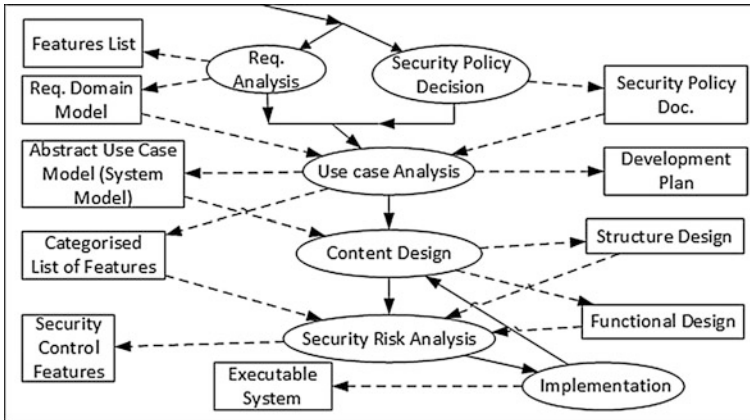 Features List
Req.
Analysis
Security Policy
Decision
Req. Domain
Model
Security Policy
Doc.
Abstract Use Case
Model (System
Model)
Use case Analysis
Development
Plan
Categorised
List of Features
Content Design
Structure Design
Security
Control
Features
Security Risk Analysis
Functional Design
Executable
System
Implementation